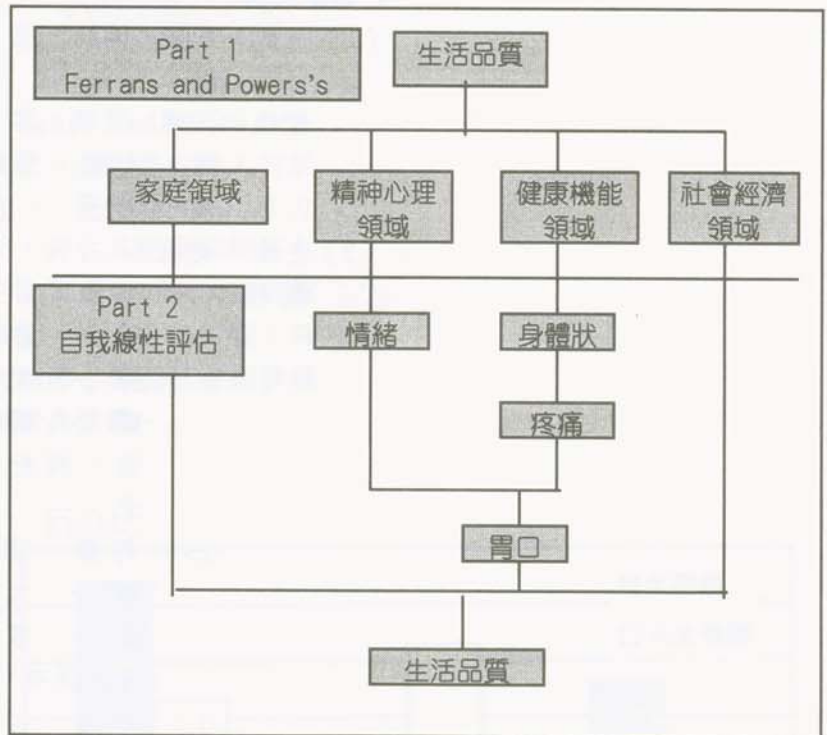 Part 1
Ferrans and Powers's
生活品質
家庭領域
精神心理
領域
健康機能
領域
社會經濟
領域
Part 2
自我線性評估
情緒
身體狀
疼痛
胃口
生活品質